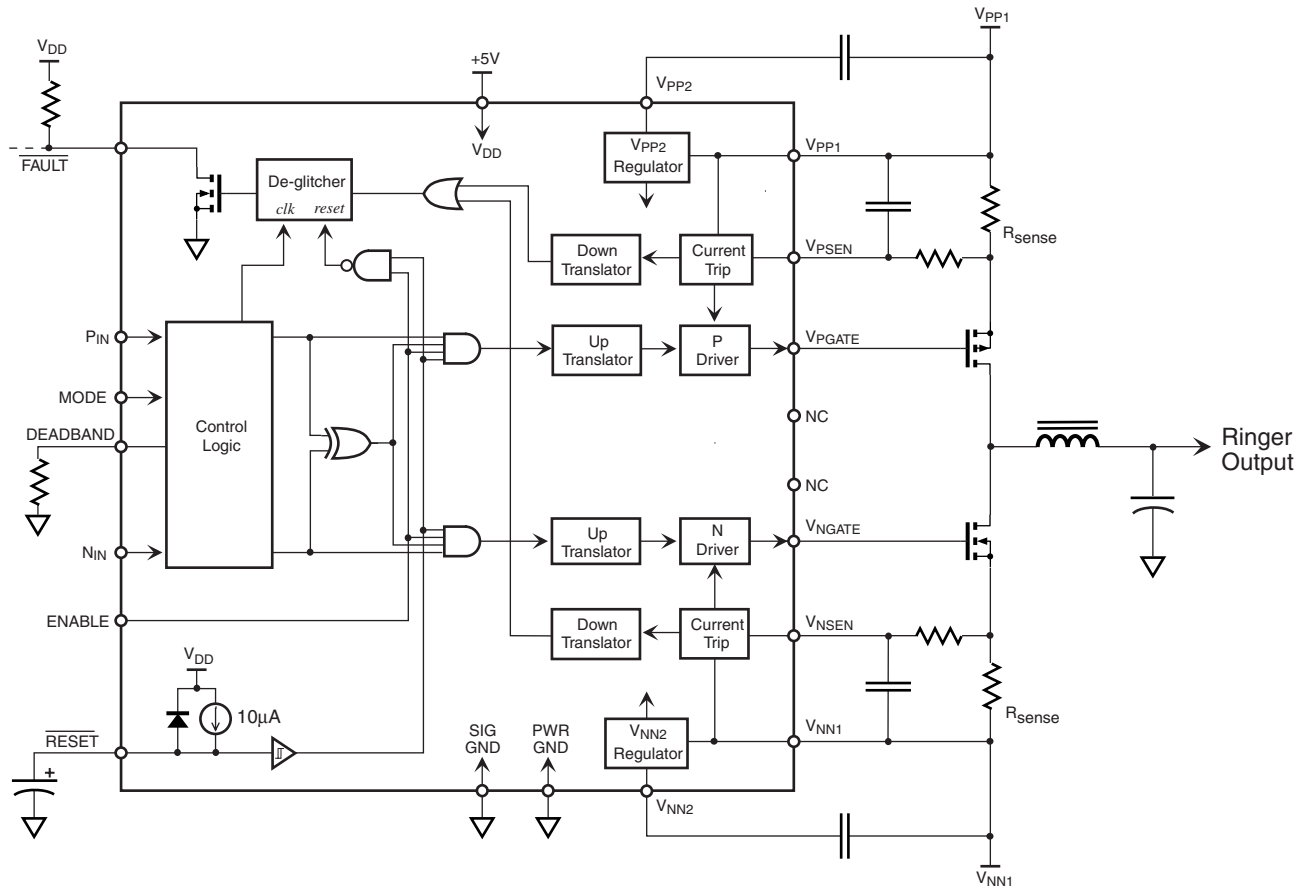 VPP1
VDD
+5V
VPP2
VDD
VPP2
Regulator
VPP1
FAULT
De-glitcher
clk reset
Rsense
Down
Translator
Current
Trip
VPSEN
PIN
Up
Translator
P
Driver
VPGATE
MODE
Control
Logic
NC
DEADBAND
Ringer
Output
NC
NIN
Up
Translator
N
Driver
VNGATE
ENABLE
Down
Translator
Current
Trip
VNSEN
VDD
10µA
Rsense
RESET
SIG
GND
PWR
GND
VNN2
Regulator
VNN1
VNN2
VNN1